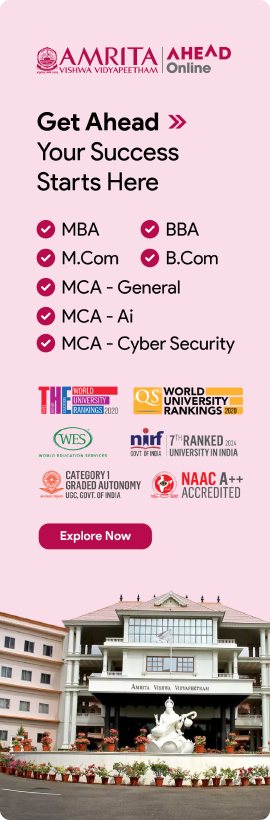 AMRITA
VISHWA VIDYAPEETHAM
AHEAD
Online
Get Ahead »
Your Success
Starts Here
MBA
BBA
M.Com
B.Com
MCA - General
MCA - Ai
MCA - Cyber Security
THE WORLD
UNIVERSITY
RANKINGS 2020
QS WORLD
UNIVERSITY
RANKINGS 2020
WES
WORLD EDUCATION SERVICES
nirf
GOVT. OF INDIA
7TH RANKED 2024
UNIVERSITY IN INDIA
CATEGORY 1
GRADED AUTONOMY
UGC, GOVT. OF INDIA
NAAC A++
ACCREDITED
Explore Now
AMRITA VISHWA VIDYAPEETHAM